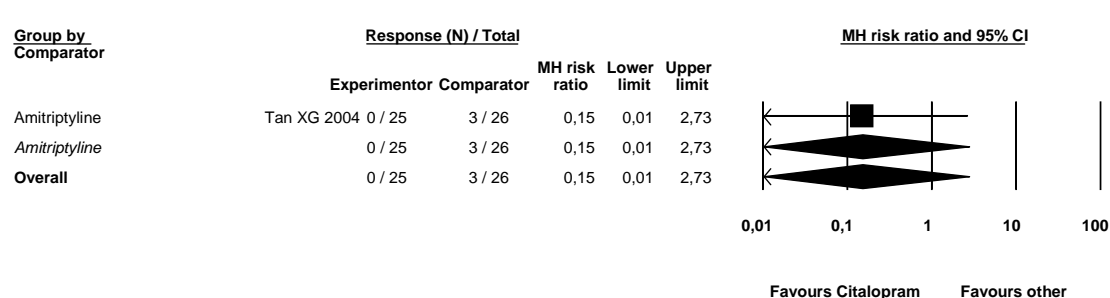 Group by Response (N) / Total MH risk ratio and 95% CI
Comparator
MH risk Lower Upper
Experimentor Comparator ratio limit limit
Amitriptyline Tan XG 2004 0 / 25 3 / 26 0,15 0,01 2,73
Amitriptyline 0 / 25 3 / 26 0,15 0,01 2,73
Overall 0 / 25 3 / 26 0,15 0,01 2,73
0,01 0,1 1 10 100
Favours Citalopram Favours other